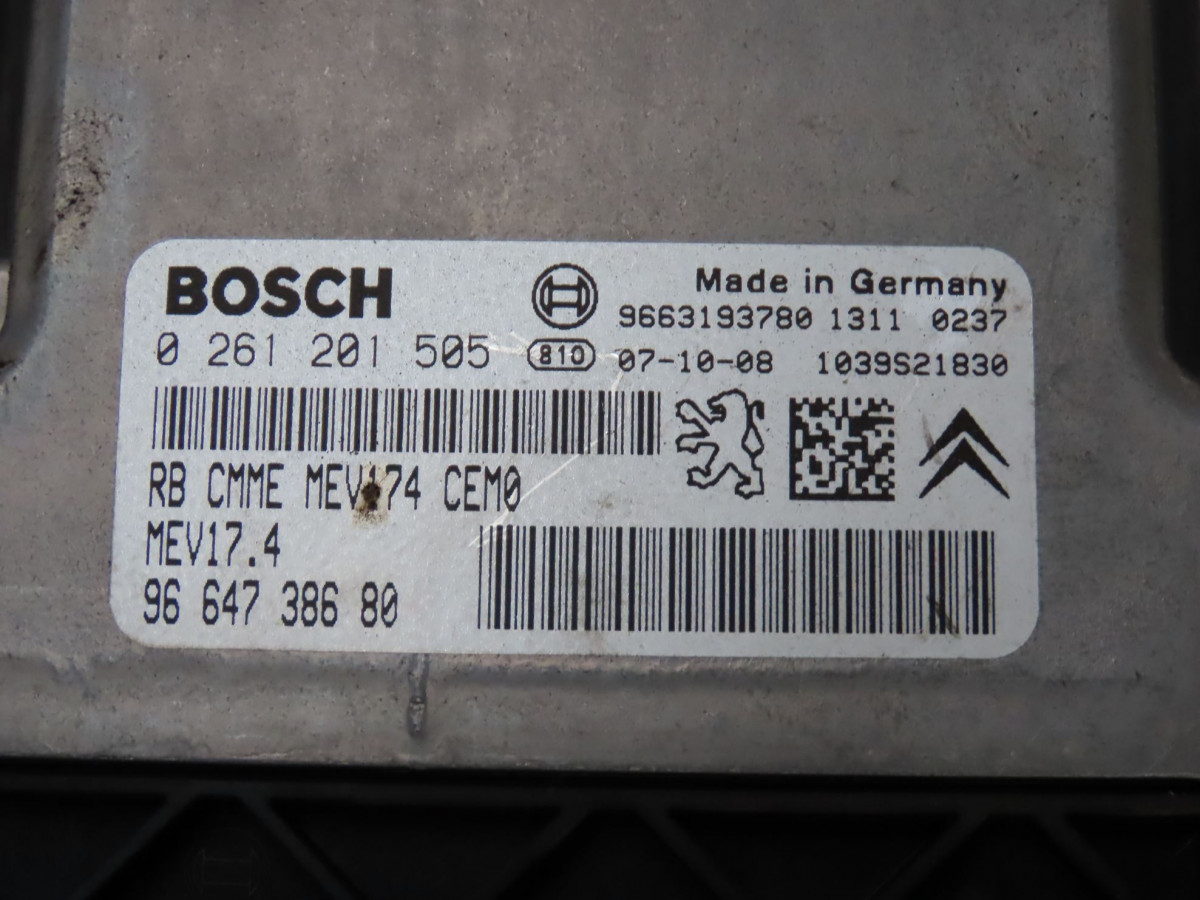 BOSCH
Made in Germany
9663193780 1311 0237
0 261 201 505
810 07-10-08 1039S21830
RB CMME MEV174 CEM0
MEV17.4
96 647 386 80